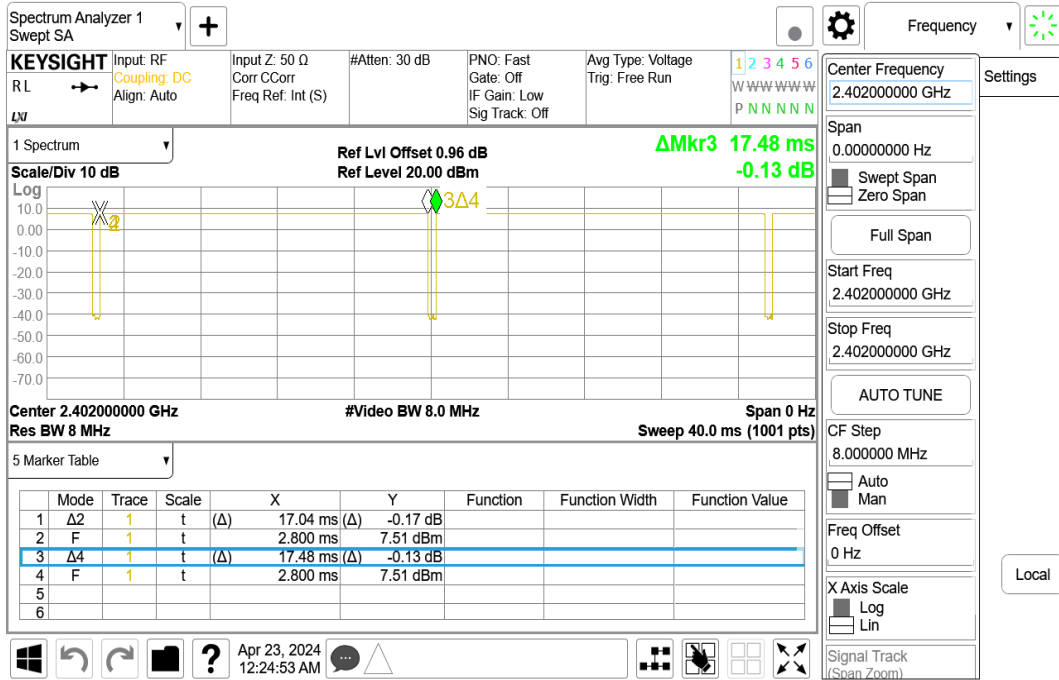 Spectrum Analyzer 1
Swept SA
+
Frequency
KEYSIGHT
R L
LXI
Input: RF
Coupling: DC
Align: Auto
Input Z: 50 Ω
Corr CCorr
Freq Ref: Int (S)
#Atten: 30 dB
PNO: Fast
Gate: Off
IF Gain: Low
Sig Track: Off
Avg Type: Voltage
Trig: Free Run
1 2 3 4 5 6
W W W W W W
P N N N N N
Center Frequency
2.402000000 GHz
Settings
1 Spectrum
Scale/Div 10 dB
Ref Lvl Offset 0.96 dB
Ref Level 20.00 dBm
ΔMkr3 17.48 ms
-0.13 dB
Span
0.00000000 Hz
Swept Span
Zero Span
Full Span
Start Freq
2.402000000 GHz
Stop Freq
2.402000000 GHz
AUTO TUNE
CF Step
8.000000 MHz
Auto
Man
Freq Offset
0 Hz
X Axis Scale
Log
Lin
Signal Track
(Span Zoom)
Local
Log
10.0
0.00
-10.0
-20.0
-30.0
-40.0
-50.0
-60.0
-70.0
3Δ4
Center 2.402000000 GHz
#Video BW 8.0 MHz
Span 0 Hz
Res BW 8 MHz
Sweep 40.0 ms (1001 pts)
5 Marker Table
Mode Trace Scale X Y Function Function Width Function Value
1 Δ2 1 t (Δ) 17.04 ms (Δ) -0.17 dB
2 F 1 t 2.800 ms 7.51 dBm
3 Δ4 1 t (Δ) 17.48 ms (Δ) -0.13 dB
4 F 1 t 2.800 ms 7.51 dBm
5
6
?
Apr 23, 2024
12:24:53 AM